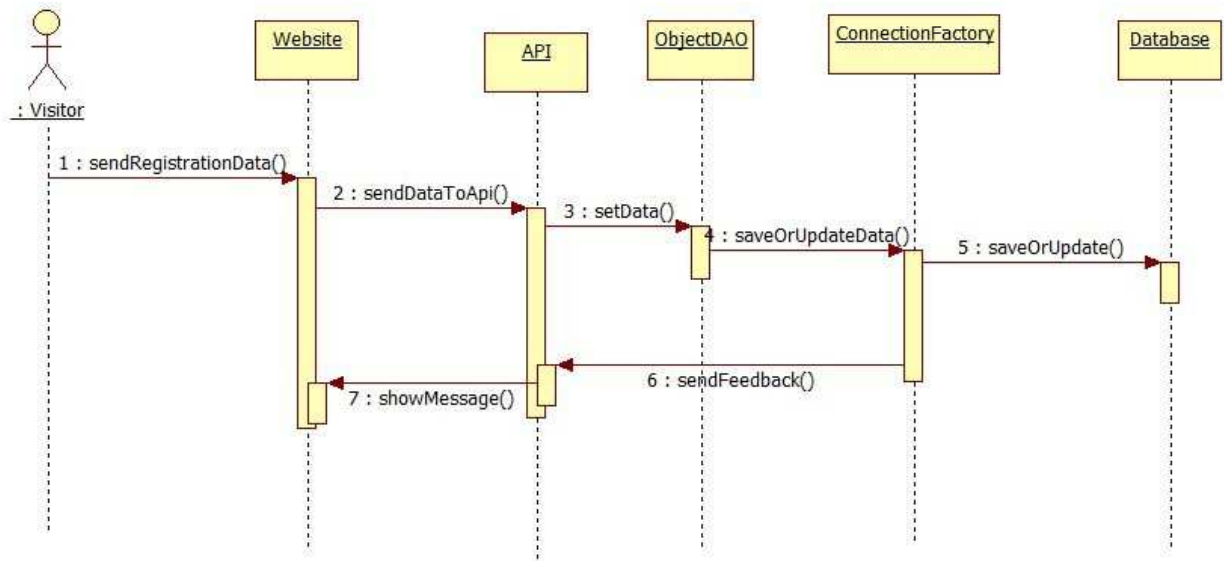 Website
API
ObjectDAO
ConnectionFactory
Database
: Visitor
1 : sendRegistrationData()
2 : sendDataToApi()
3 : setData()
4 : saveOrUpdateData()
5 : saveOrUpdate()
6 : sendFeedback()
7 : showMessage()